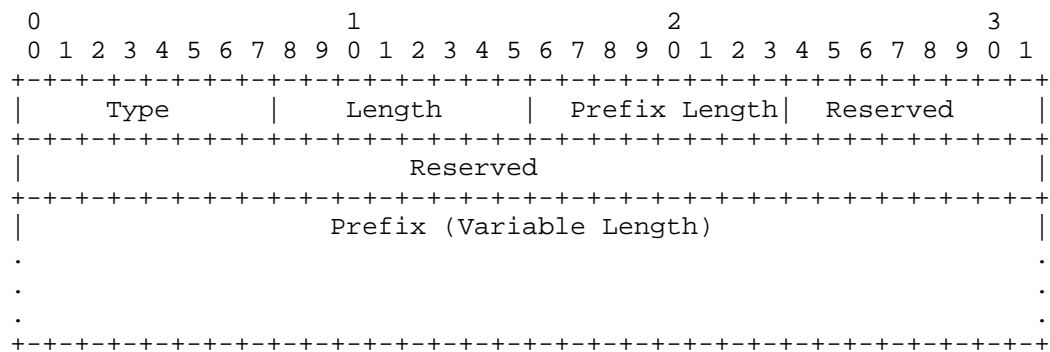 0                   1                   2                   3
 0 1 2 3 4 5 6 7 8 9 0 1 2 3 4 5 6 7 8 9 0 1 2 3 4 5 6 7 8 9 0 1
+-+-+-+-+-+-+-+-+-+-+-+-+-+-+-+-+-+-+-+-+-+-+-+-+-+-+-+-+-+-+-+-+
|     Type      |    Length     |  Prefix Length|  Reserved     |
+-+-+-+-+-+-+-+-+-+-+-+-+-+-+-+-+-+-+-+-+-+-+-+-+-+-+-+-+-+-+-+-+
|                        Reserved                               |
+-+-+-+-+-+-+-+-+-+-+-+-+-+-+-+-+-+-+-+-+-+-+-+-+-+-+-+-+-+-+-+-+
|                   Prefix (Variable Length)                    |
.                                                               .
.                                                               .
.                                                               .
+-+-+-+-+-+-+-+-+-+-+-+-+-+-+-+-+-+-+-+-+-+-+-+-+-+-+-+-+-+-+-+-+